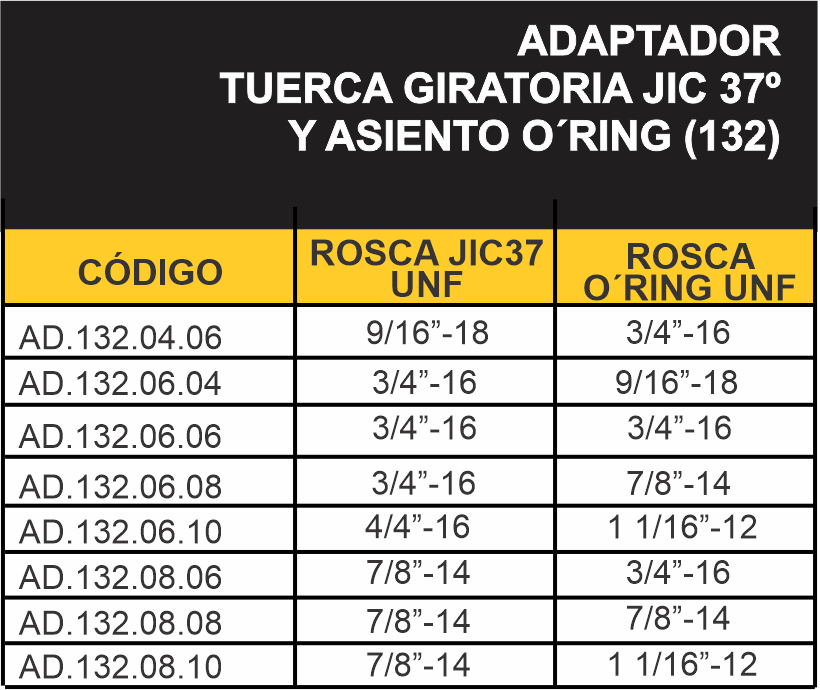 ADAPTADOR
TUERCA GIRATORIA JIC 37º
Y ASIENTO O´RING (132)
CÓDIGO ROSCA JIC37 UNF ROSCA O´RING UNF
AD.132.04.06 9/16”-18 3/4”-16
AD.132.06.04 3/4”-16 9/16”-18
AD.132.06.06 3/4”-16 3/4”-16
AD.132.06.08 3/4”-16 7/8”-14
AD.132.06.10 4/4”-16 1 1/16”-12
AD.132.08.06 7/8”-14 3/4”-16
AD.132.08.08 7/8”-14 7/8”-14
AD.132.08.10 7/8”-14 1 1/16”-12